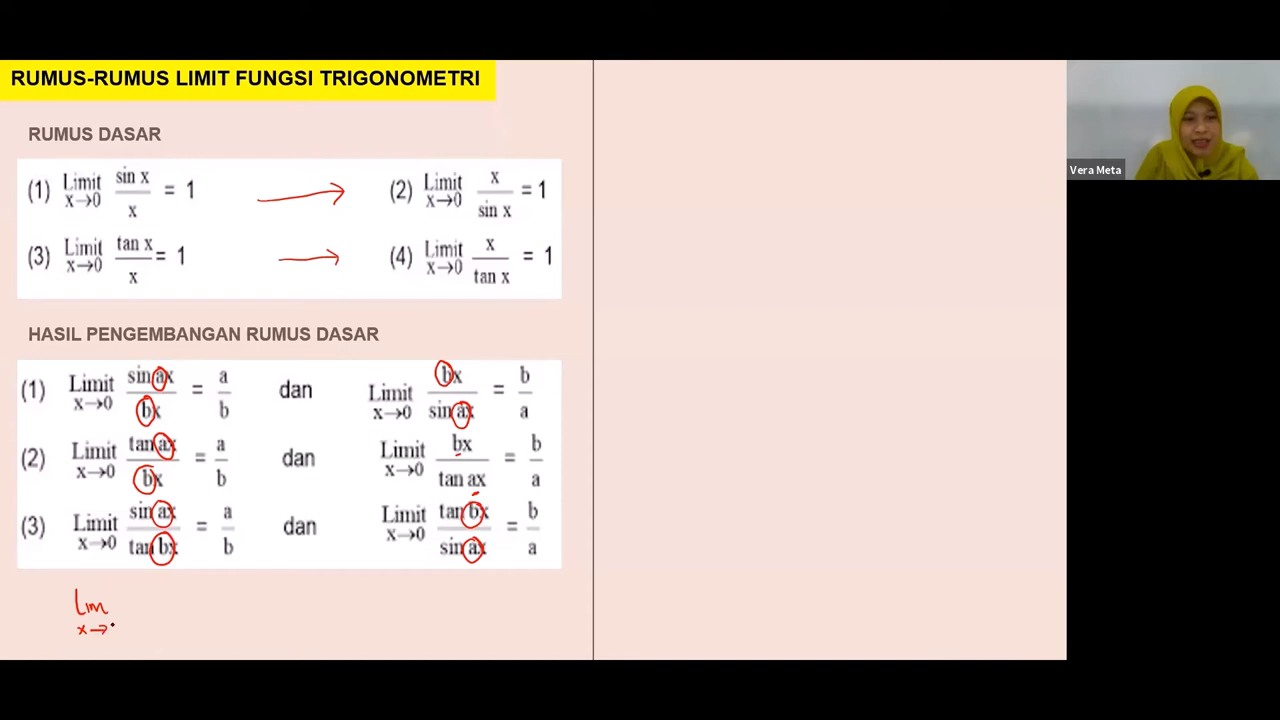 RUMUS-RUMUS LIMIT FUNGSI TRIGONOMETRI
RUMUS DASAR
(1) Limit x→0 sin x / x = 1 (2) Limit x→0 x / sin x = 1
(3) Limit x→0 tan x / x = 1 (4) Limit x→0 x / tan x = 1
HASIL PENGEMBANGAN RUMUS DASAR
(1) Limit x→0 sin ax / bx = a / b dan Limit x→0 bx / sin ax = b / a
(2) Limit x→0 tan ax / bx = a / b dan Limit x→0 bx / tan ax = b / a
(3) Limit x→0 sin ax / tan bx = a / b dan Limit x→0 tan bx / sin ax = b / a
Lim
x→
Vera Meta